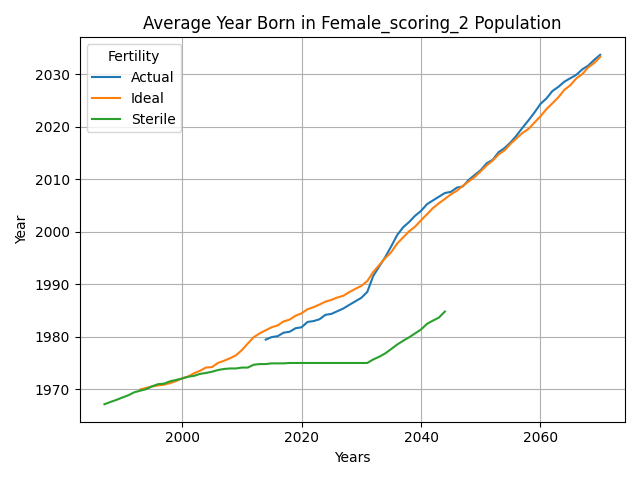 Average Year Born in Female_scoring_2 Population
Fertility
Actual
Ideal
Sterile
Year
2030
2020
2010
2000
1990
1980
1970
2000
2020
2040
2060
Years